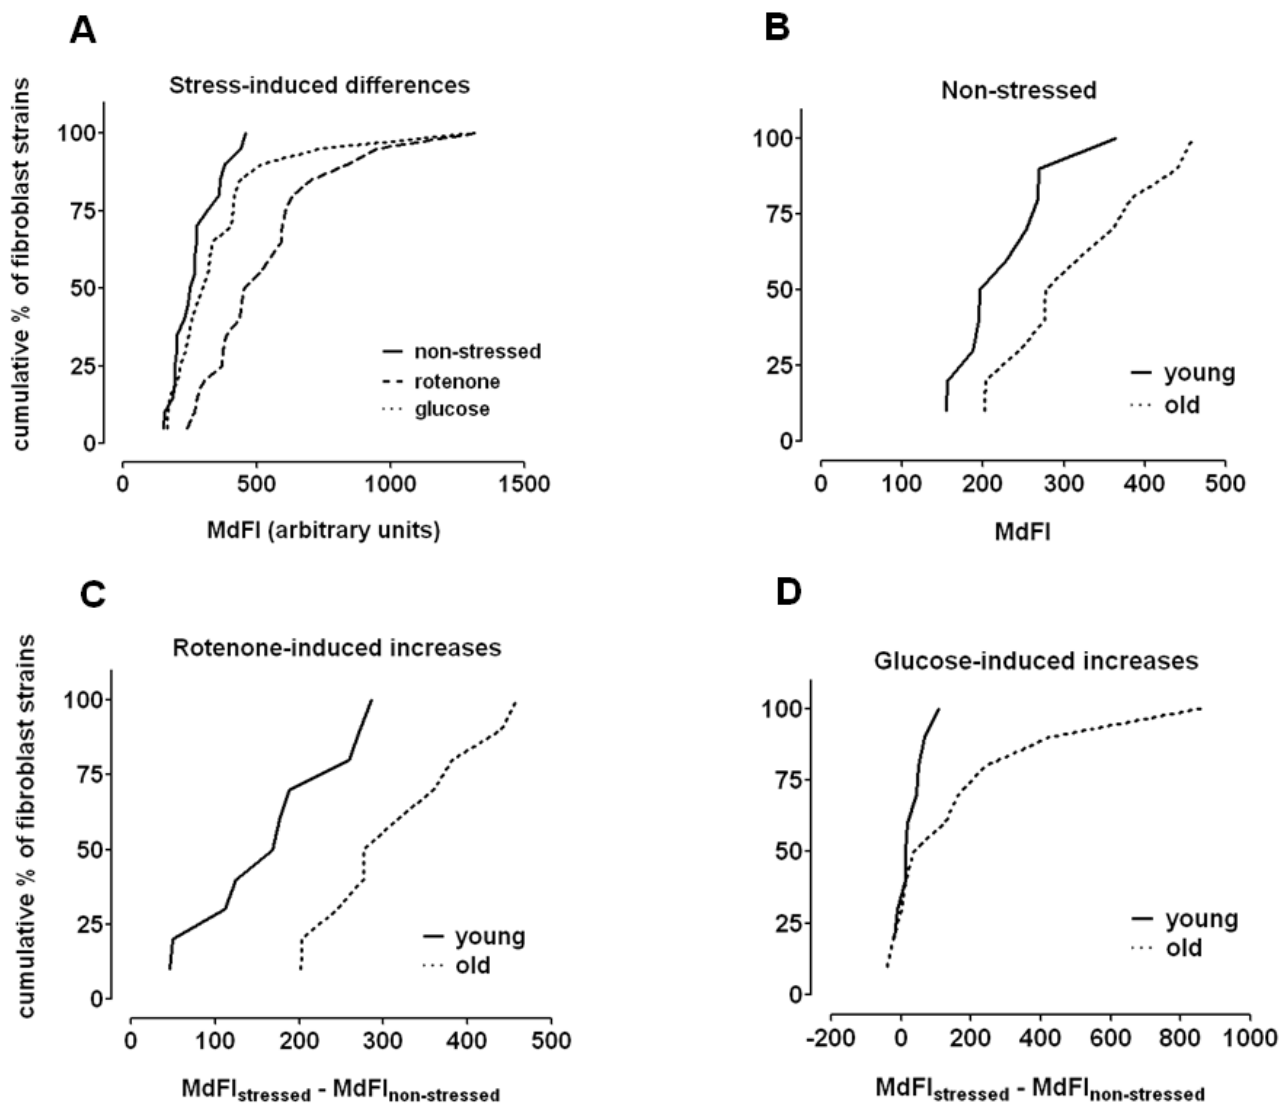 A
Stress-induced differences
cumulative % of fibroblast strains
100
75
50
25
0
non-stressed
rotenone
glucose
0 500 1000 1500
MdFI (arbitrary units)
B
Non-stressed
100
75
50
25
0
young
old
0 100 200 300 400 500
MdFI
C
Rotenone-induced increases
cumulative % of fibroblast strains
100
75
50
25
0
young
old
0 100 200 300 400 500
MdFIstressed - MdFInon-stressed
D
Glucose-induced increases
100
75
50
25
0
young
old
-200 0 200 400 600 800 1000
MdFIstressed - MdFInon-stressed